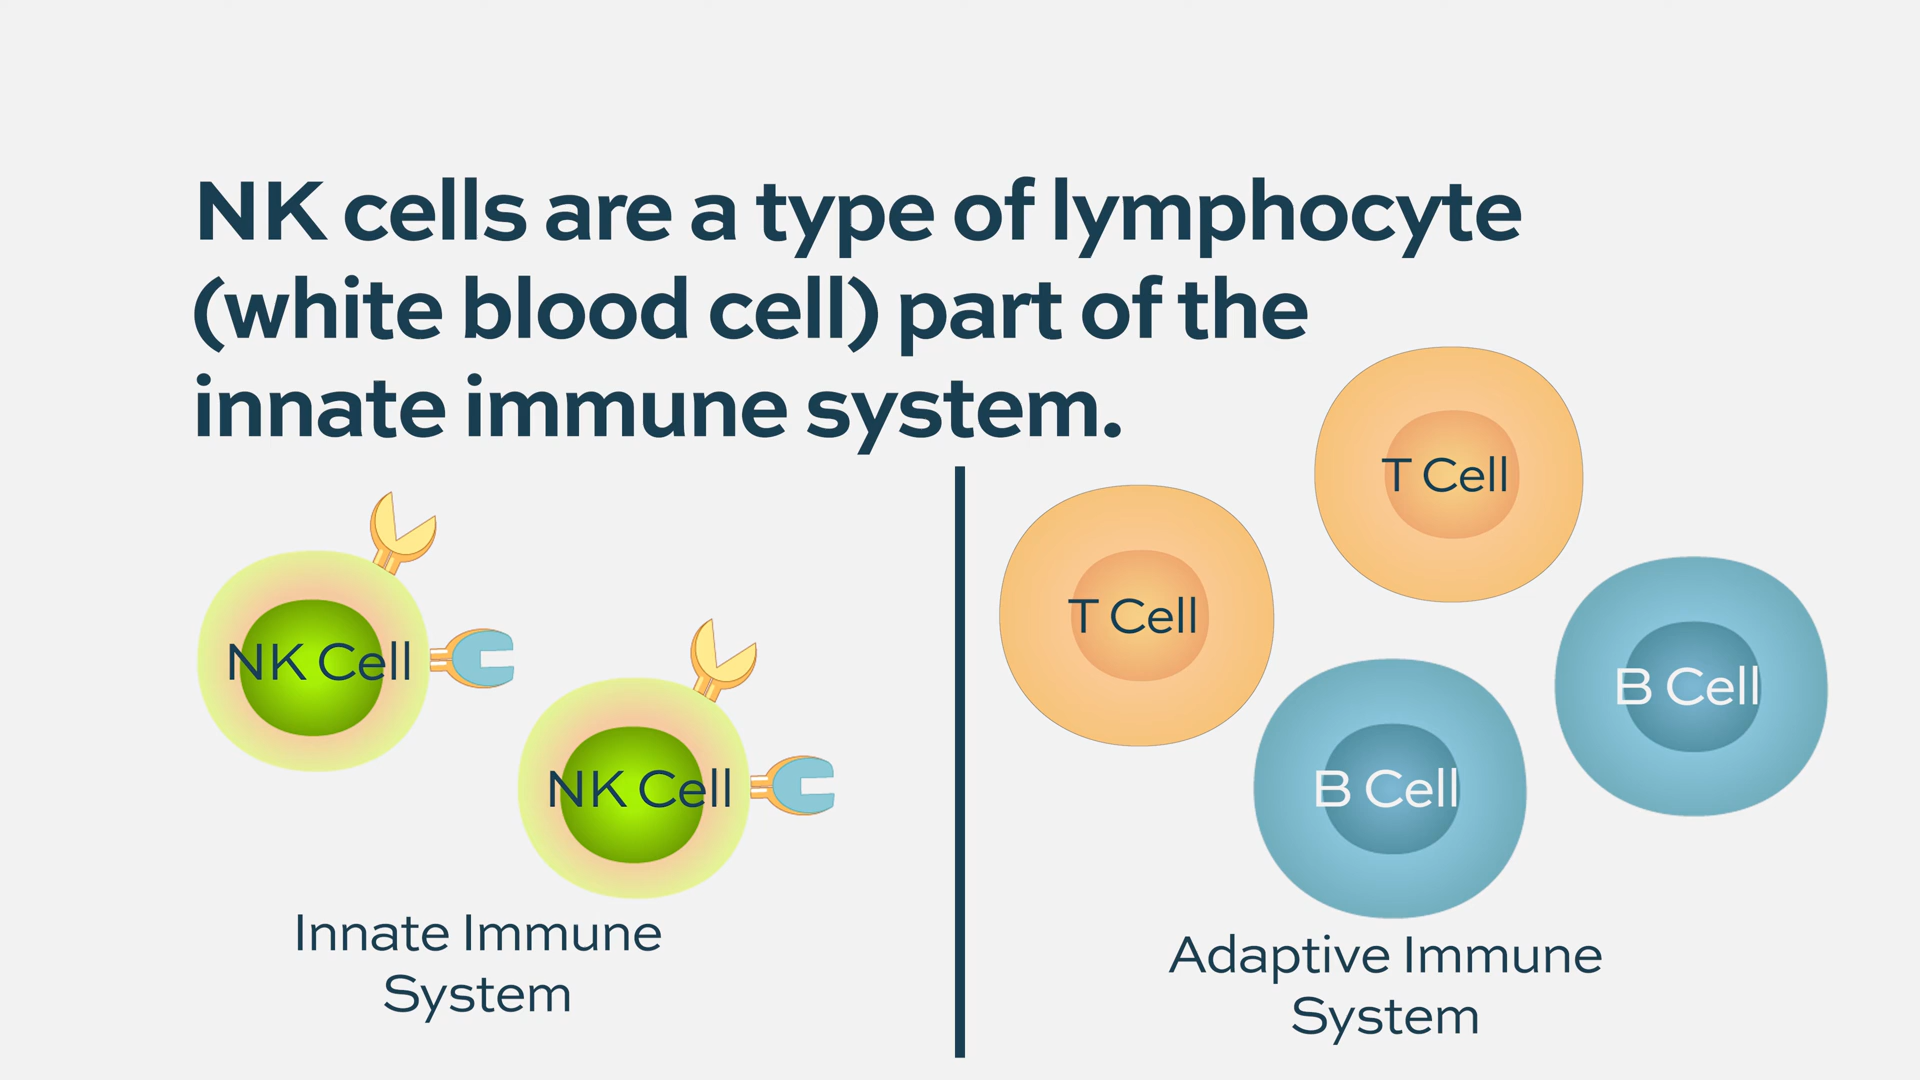 NK cells are a type of lymphocyte
(white blood cell) part of the
innate immune system.
NK Cell
NK Cell
Innate Immune
System
T Cell
T Cell
B Cell
B Cell
Adaptive Immune
System